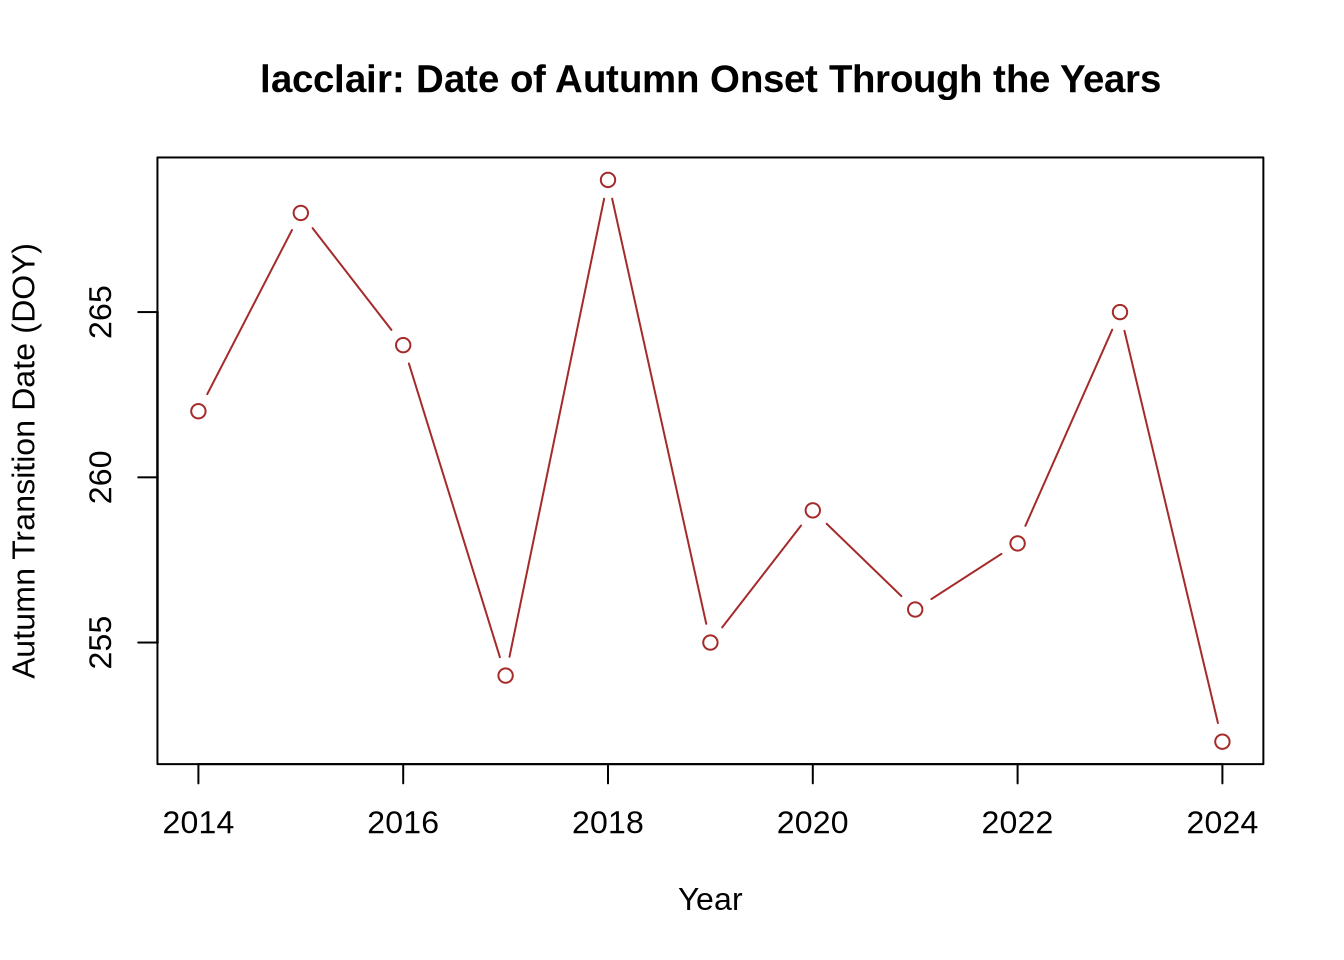 lacclair: Date of Autumn Onset Through the Years
Autumn Transition Date (DOY)
265
260
255
2014 2016 2018 2020 2022 2024
Year